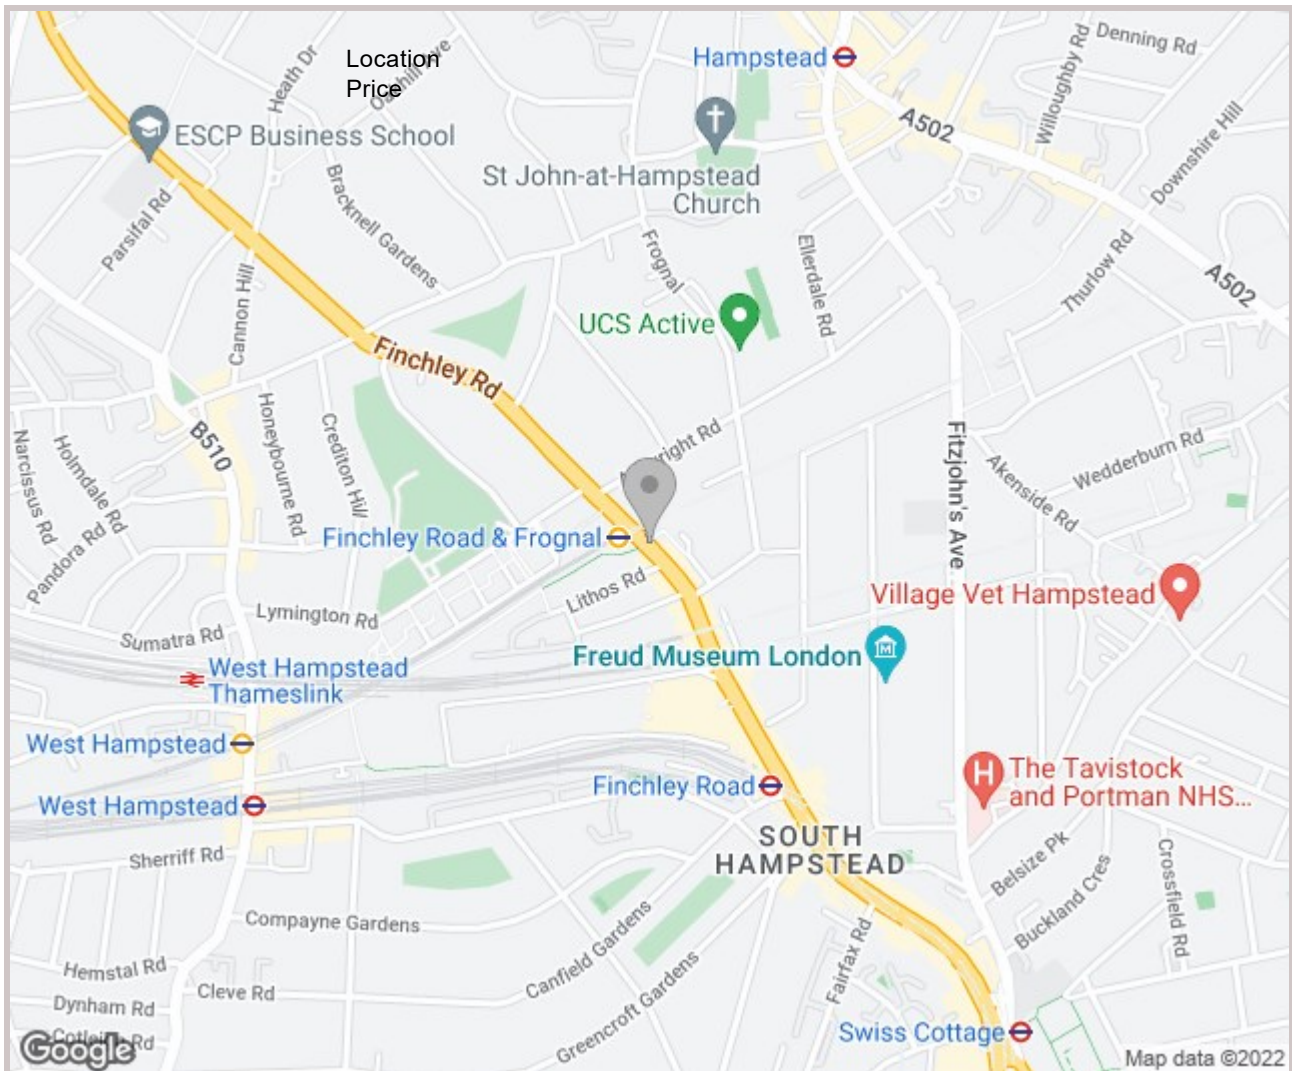 Location
Price
Heath Dr
Hampstead
Denning Rd
Willoughby Rd
A502
ESCP Business School
St John-at-Hampstead
Church
Downshire Hill
Parsifal Rd
Bracknell Gardens
Frognal
Ellerdale Rd
Thurlow Rd
A502
Cannon Hill
UCS Active
Finchley Rd
B510
Honeybourne Rd
Crediton Hill
Narcissus Rd
Holmdale Rd
Pandora Rd
Fitzjohn's Ave
Akenside Rd
Wedderburn Rd
Finchley Road & Frognal
Lithos Rd
Village Vet Hampstead
Lymington Rd
Sumatra Rd
Freud Museum London
West Hampstead
Thameslink
West Hampstead
West Hampstead
Finchley Road
H
The Tavistock
and Portman NHS...
SOUTH
HAMPSTEAD
Sherriff Rd
Belsize Pk
Buckland Cres
Crossfield Rd
Compayne Gardens
Canfield Gardens
Fairfax Rd
Hemstal Rd
Cleve Rd
Dynham Rd
Greencroft Gardens
Swiss Cottage
Rd
Google
Map data ©2022